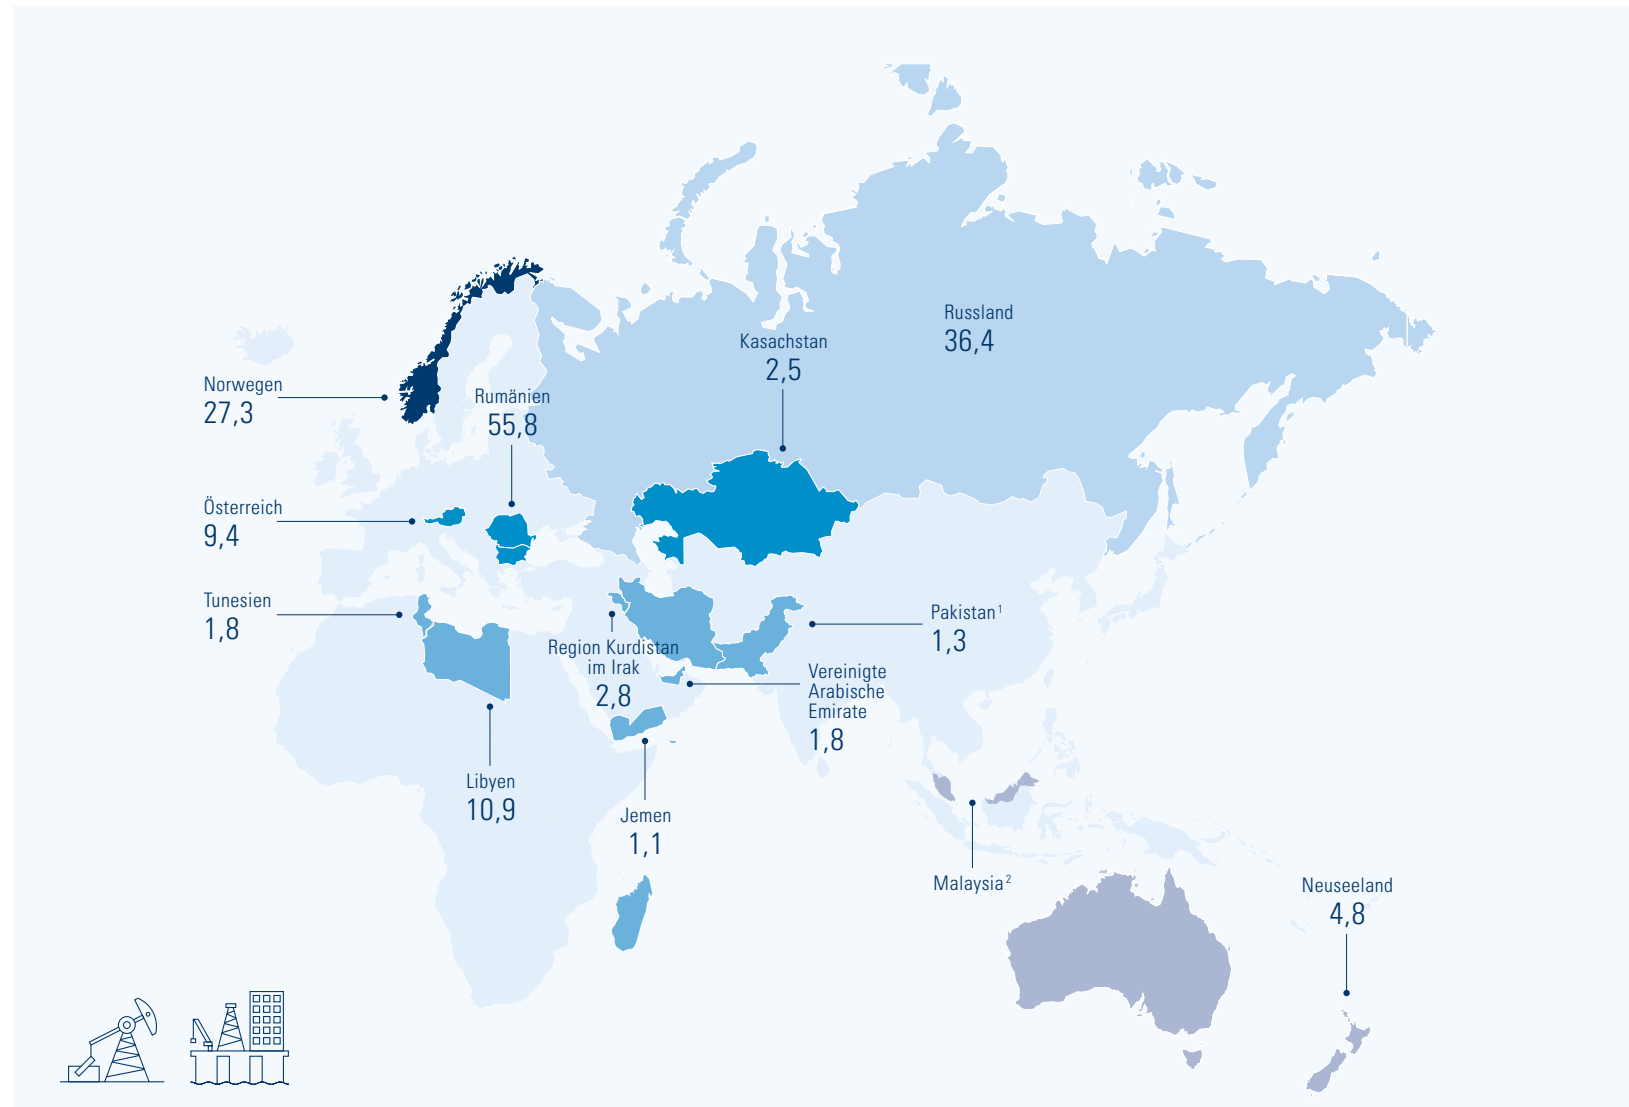 Russland
36,4
Kasachstan
2,5
Norwegen
27,3
Rumänien
55,8
Österreich
9,4
Tunesien
1,8
Pakistan¹
1,3
Region Kurdistan
im Irak
2,8
Vereinigte
Arabische
Emirate
1,8
Libyen
10,9
Jemen
1,1
Malaysia²
Neuseeland
4,8